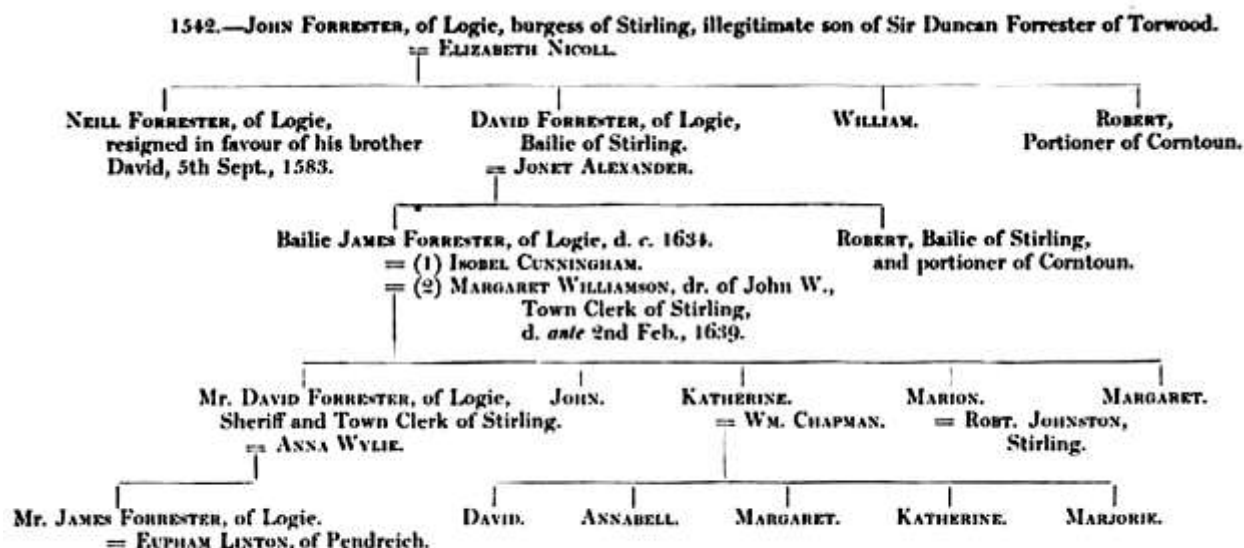 1542.—John Forrester, of Logie, burgess of Stirling, illegitimate son of Sir Duncan Forrester of Torwood.
= Elizabeth Nicoll.
Neill Forrester, of Logie,
resigned in favour of his brother
David, 5th Sept., 1583.
David Forrester, of Logie,
Bailie of Stirling.
= Jonet Alexander.
William.
Robert,
Portioner of Corntoun.
Bailie James Forrester, of Logie, d. c. 1634.
= (1) Isobel Cunningham.
= (2) Margaret Williamson, dr. of John W.,
Town Clerk of Stirling,
d. ante 2nd Feb., 1639.
Robert, Bailie of Stirling,
and portioner of Corntoun.
Mr. David Forrester, of Logie,
Sheriff and Town Clerk of Stirling.
= Anna Wylie.
John.
Katherine.
= Wm. Chapman.
Marion.
= Robt. Johnston,
Stirling.
Margaret.
Mr. James Forrester, of Logie.
= Eupham Linton, of Pendreich.
David.
Annabell.
Margaret.
Katherine.
Marjorie.